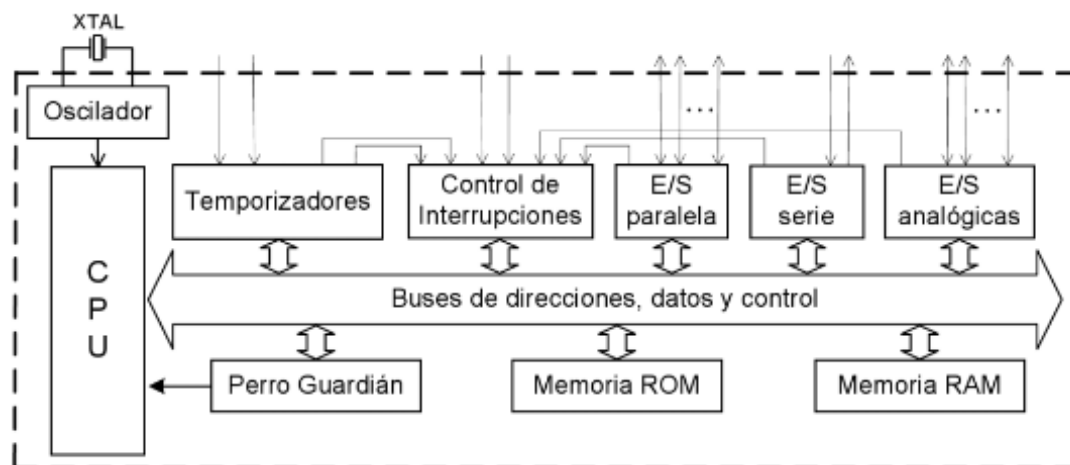 XTAL
Oscilador
Temporizadores
Control de
Interrupciones
E/S
paralela
E/S
serie
E/S
analógicas
...
...
C
P
U
Buses de direcciones, datos y control
Perro Guardián
Memoria ROM
Memoria RAM